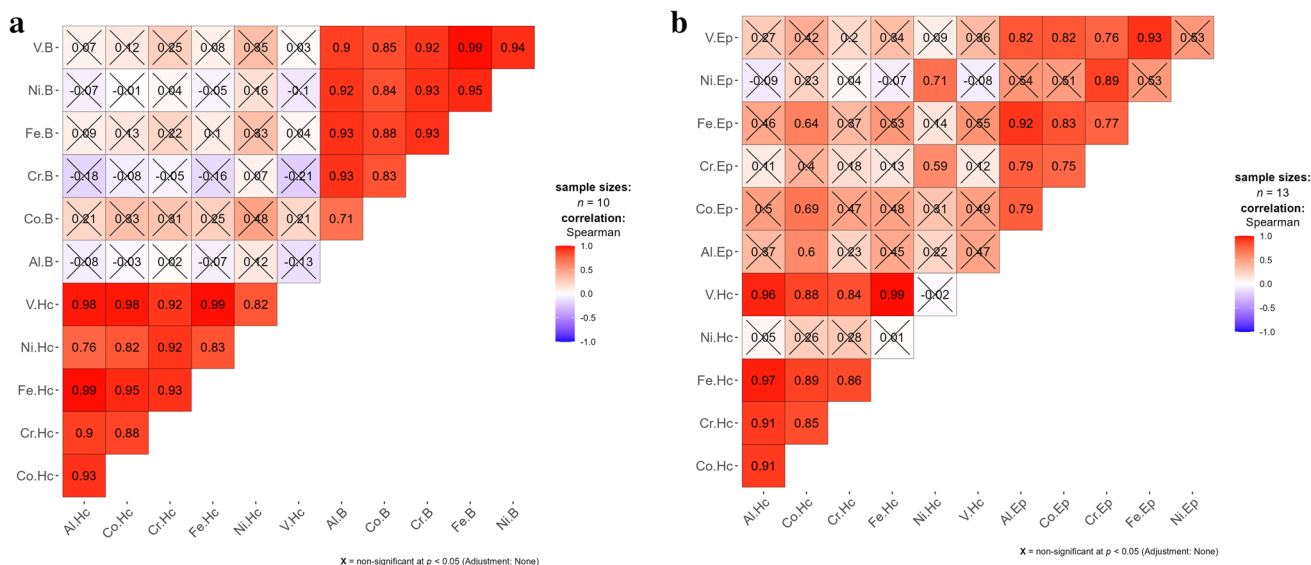 a
V.B 0.07 0.12 0.25 0.08 0.35 0.03 0.9 0.85 0.92 0.99 0.94
Ni.B -0.07 -0.01 0.04 -0.05 0.16 -0.1 0.92 0.84 0.93 0.95
Fe.B 0.09 0.13 0.22 0.1 0.33 0.04 0.93 0.88 0.93
Cr.B -0.18 -0.08 -0.05 -0.16 0.07 -0.21 0.93 0.83
Co.B 0.21 0.33 0.31 0.25 0.48 0.21 0.71
Al.B -0.08 -0.03 0.02 -0.07 0.12 -0.13
V.Hc 0.98 0.98 0.92 0.99 0.82
Ni.Hc 0.76 0.82 0.92 0.83
Fe.Hc 0.99 0.95 0.93
Cr.Hc 0.9 0.88
Co.Hc 0.93
Al.Hc Co.Hc Cr.Hc Fe.Hc Ni.Hc V.Hc Al.B Co.B Cr.B Fe.B Ni.B
sample sizes:
n = 10
correlation:
Spearman
1.0
0.5
0.0
-0.5
-1.0
X = non-significant at p < 0.05 (Adjustment: None)
b
V.Ep 0.27 0.42 0.2 0.34 0.09 0.36 0.82 0.82 0.76 0.93 0.53
Ni.Ep -0.09 0.23 0.04 -0.07 0.71 -0.08 0.54 0.51 0.89 0.53
Fe.Ep 0.46 0.64 0.37 0.53 0.14 0.55 0.92 0.83 0.77
Cr.Ep 0.11 0.4 0.18 0.13 0.59 0.12 0.79 0.75
Co.Ep 0.5 0.69 0.47 0.48 0.31 0.49 0.79
Al.Ep 0.37 0.6 0.23 0.45 0.22 0.47
V.Hc 0.96 0.88 0.84 0.99 -0.02
Ni.Hc 0.05 0.26 0.28 0.01
Fe.Hc 0.97 0.89 0.86
Cr.Hc 0.91 0.85
Co.Hc 0.91
Al.Hc Co.Hc Cr.Hc Fe.Hc Ni.Hc V.Hc Al.Ep Co.Ep Cr.Ep Fe.Ep Ni.Ep
sample sizes:
n = 13
correlation:
Spearman
1.0
0.5
0.0
-0.5
-1.0
X = non-significant at p < 0.05 (Adjustment: None)